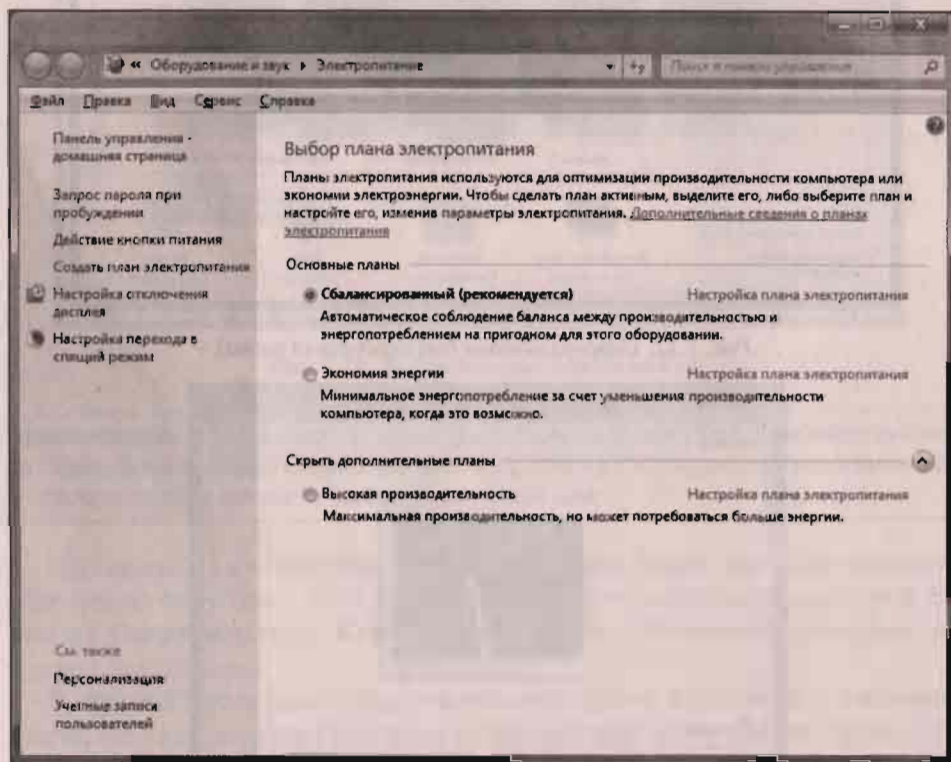 « Оборудование и звук ▸ Электропитание
Поиск в панели управления
Файл Правка Вид Сервис Справка
Панель управления -
домашняя страница
Запрос пароля при
пробуждении
Действие кнопки питания
Создать план электропитания
Настройка отключения
дисплея
Настройка перехода в
спящий режим
См. также
Персонализация
Учетные записи
пользователей
Выбор плана электропитания
Планы электропитания используются для оптимизации производительности компьютера или
экономии электроэнергии. Чтобы сделать план активным, выделите его, либо выберите план и
настройте его, изменив параметры электропитания. Дополнительные сведения о планах
электропитания
Основные планы
Сбалансированный (рекомендуется) Настройка плана электропитания
Автоматическое соблюдение баланса между производительностью и
энергопотреблением на пригодном для этого оборудовании.
Экономия энергии Настройка плана электропитания
Минимальное энергопотребление за счет уменьшения производительности
компьютера, когда это возможно.
Скрыть дополнительные планы
Высокая производительность Настройка плана электропитания
Максимальная производительность, но может потребоваться больше энергии.